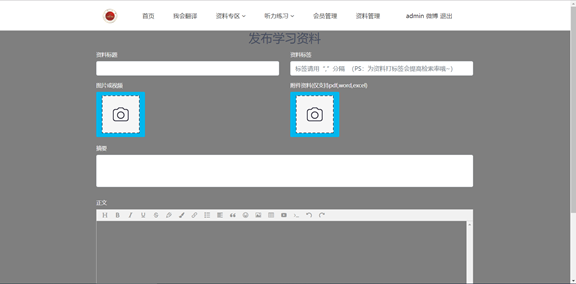 首页 我会翻译 资料专区 听力练习 会员管理 资料管理 admin 微博 退出
发布学习资料
资料标题 资料标签
标签请用“,”分隔 （PS：为资料打标签会提高检索率哦~）
图片或视频 附件资料(仅支持pdf,word,excel)
摘要
正文